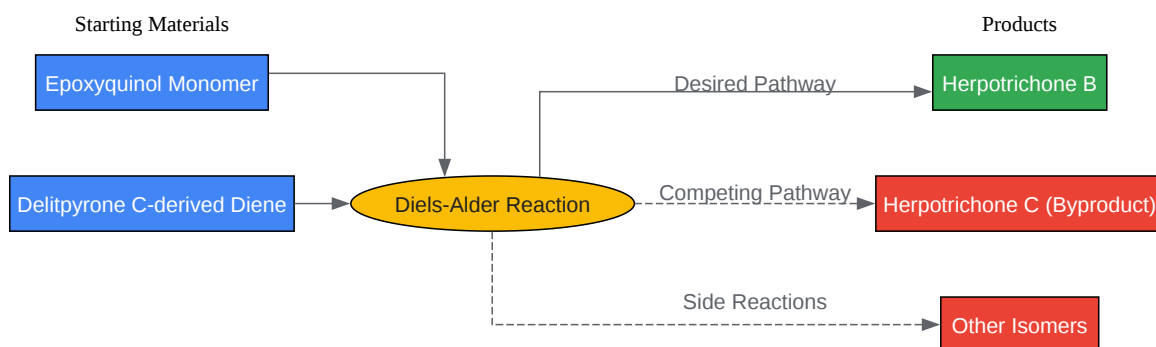 Starting Materials
Products
Epoxyquinol Monomer
Desired Pathway
Herpotrichone B
Delitpyrone C-derived Diene
Diels-Alder Reaction
Competing Pathway
Herpotrichone C (Byproduct)
Side Reactions
Other Isomers